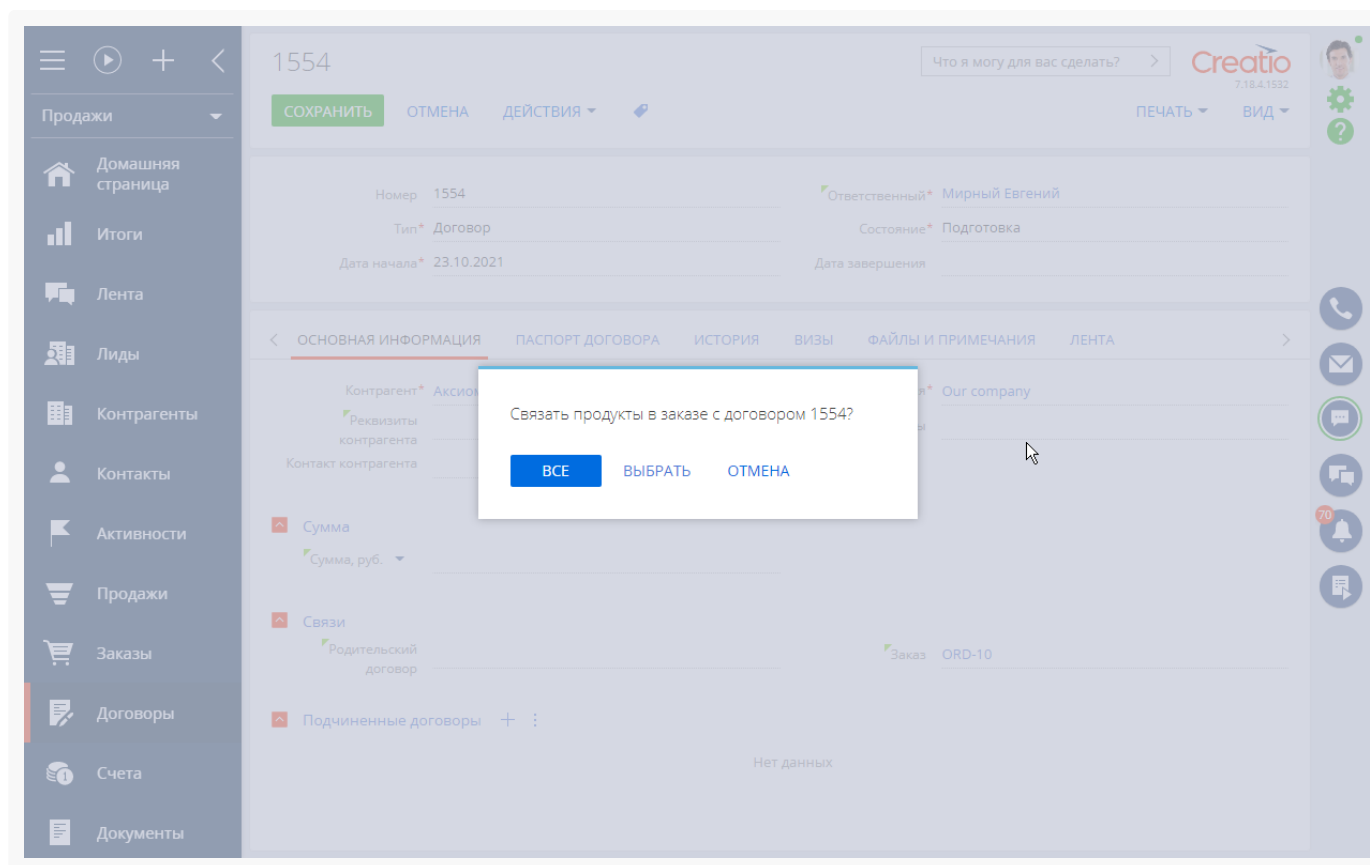 1554
Что я могу для вас сделать?
Creatio
7.18.4.1532
Продажи
СОХРАНИТЬ ОТМЕНА ДЕЙСТВИЯ
ПЕЧАТЬ ВИД
Домашняя
страница
Итоги
Лента
Лиды
Контрагенты
Контакты
Активности
Продажи
Заказы
Договоры
Счета
1
Документы
Номер 1554
Ответственный* Мирный Евгений
Тип* Договор
Состояние* Подготовка
Дата начала* 23.10.2021
Дата завершения
ОСНОВНАЯ ИНФОРМАЦИЯ ПАСПОРТ ДОГОВОРА ИСТОРИЯ ВИЗЫ ФАЙЛЫ И ПРИМЕЧАНИЯ ЛЕНТА
Контрагент*
я* Our company
Реквизиты
контрагента
ы
Контакт контрагента
Связать продукты в заказе с договором 1554?
ВСЕ ВЫБРАТЬ ОТМЕНА
Сумма
Сумма, руб.
Связи
Родительский
договор
Заказ ORD-10
Подчиненные договоры
Нет данных
70